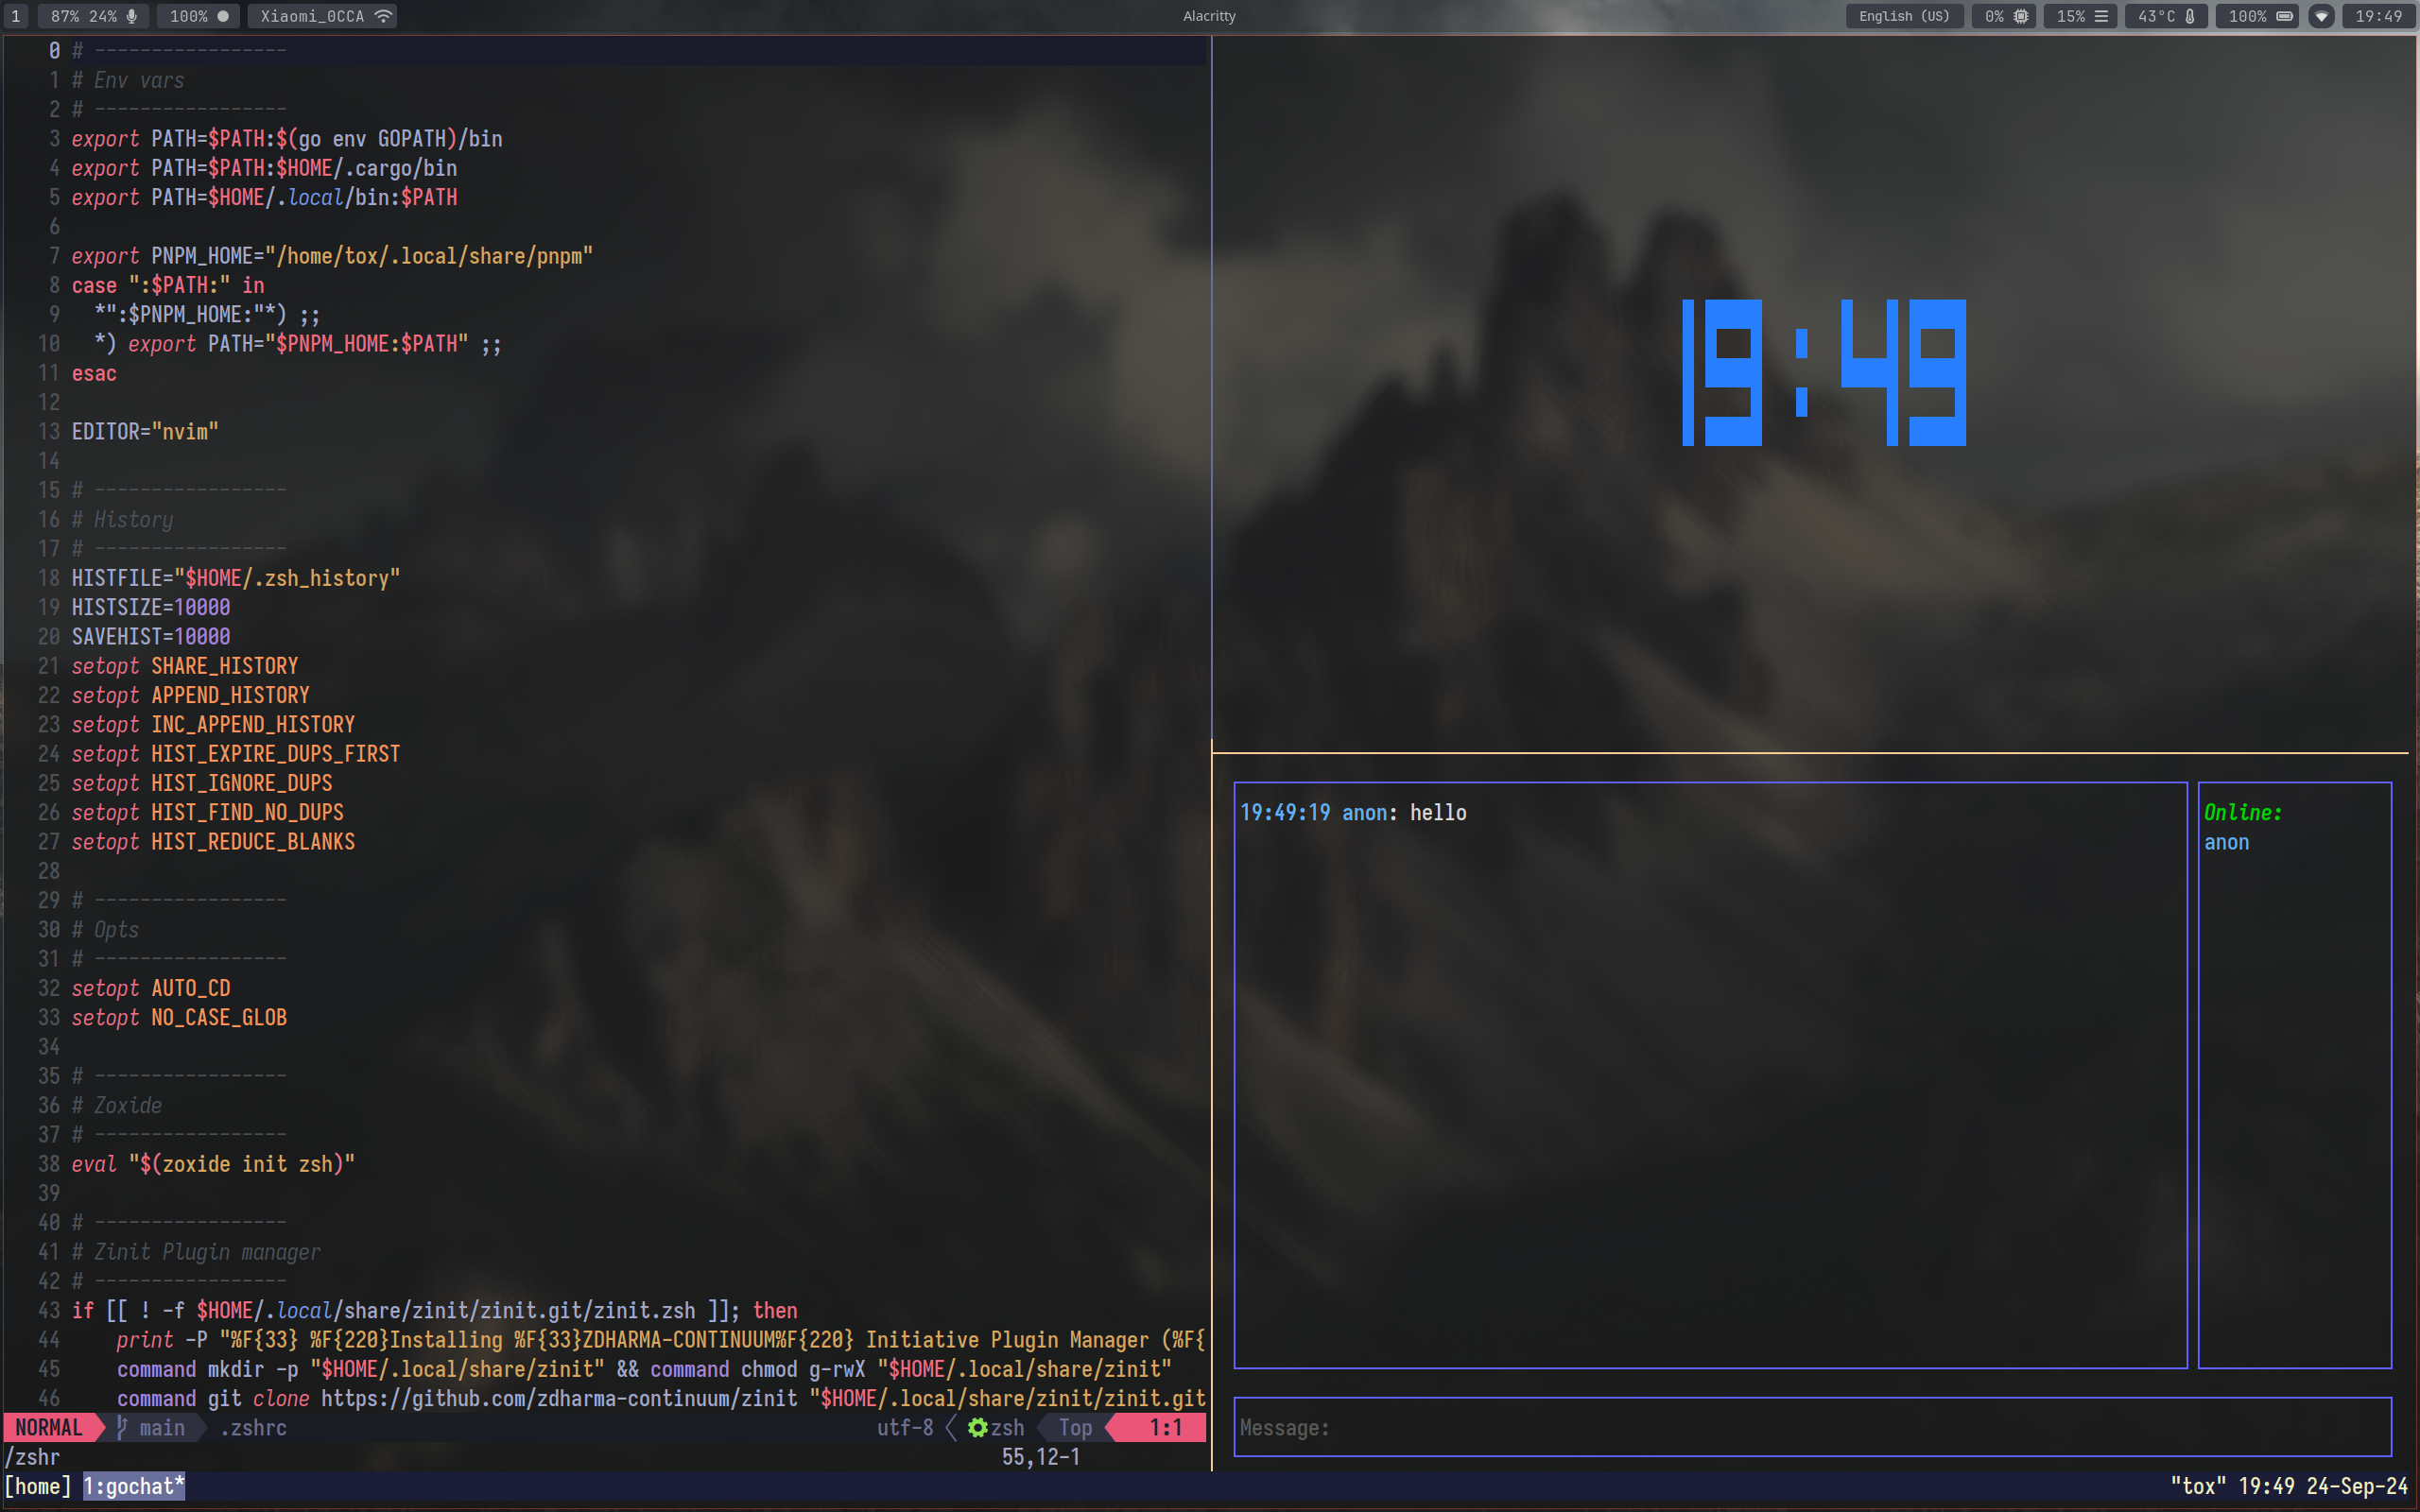 1 87% 24% 100% Xiaomi_0CCA Alacritty English (US) 0% 15% 43°C 100% 19:49
0 # -----------------
1 # Env vars
2 # -----------------
3 export PATH=$PATH:$(go env GOPATH)/bin
4 export PATH=$PATH:$HOME/.cargo/bin
5 export PATH=$HOME/.local/bin:$PATH
6
7 export PNPM_HOME="/home/tox/.local/share/pnpm"
8 case ":$PATH:" in
9   *":$PNPM_HOME:"*) ;;
10   *) export PATH="$PNPM_HOME:$PATH" ;;
11 esac
12
13 EDITOR="nvim"
14
15 # -----------------
16 # History
17 # -----------------
18 HISTFILE="$HOME/.zsh_history"
19 HISTSIZE=10000
20 SAVEHIST=10000
21 setopt SHARE_HISTORY
22 setopt APPEND_HISTORY
23 setopt INC_APPEND_HISTORY
24 setopt HIST_EXPIRE_DUPS_FIRST
25 setopt HIST_IGNORE_DUPS
26 setopt HIST_FIND_NO_DUPS
27 setopt HIST_REDUCE_BLANKS
28
29 # -----------------
30 # Opts
31 # -----------------
32 setopt AUTO_CD
33 setopt NO_CASE_GLOB
34
35 # -----------------
36 # Zoxide
37 # -----------------
38 eval "$(zoxide init zsh)"
39
40 # -----------------
41 # Zinit Plugin manager
42 # -----------------
43 if [[ ! -f $HOME/.local/share/zinit/zinit.git/zinit.zsh ]]; then
44     print -P "%F{33} %F{220}Installing %F{33}ZDHARMA-CONTINUUM%F{220} Initiative Plugin Manager (%F{
45     command mkdir -p "$HOME/.local/share/zinit" && command chmod g-rwX "$HOME/.local/share/zinit"
46     command git clone https://github.com/zdharma-continuum/zinit "$HOME/.local/share/zinit/zinit.git
NORMAL main .zshrc utf-8 zsh Top 1:1
/zshr 55,12-1
19:49
19:49:19 anon: hello
Online:
anon
Message:
[home] 1:gochat* "tox" 19:49 24-Sep-24